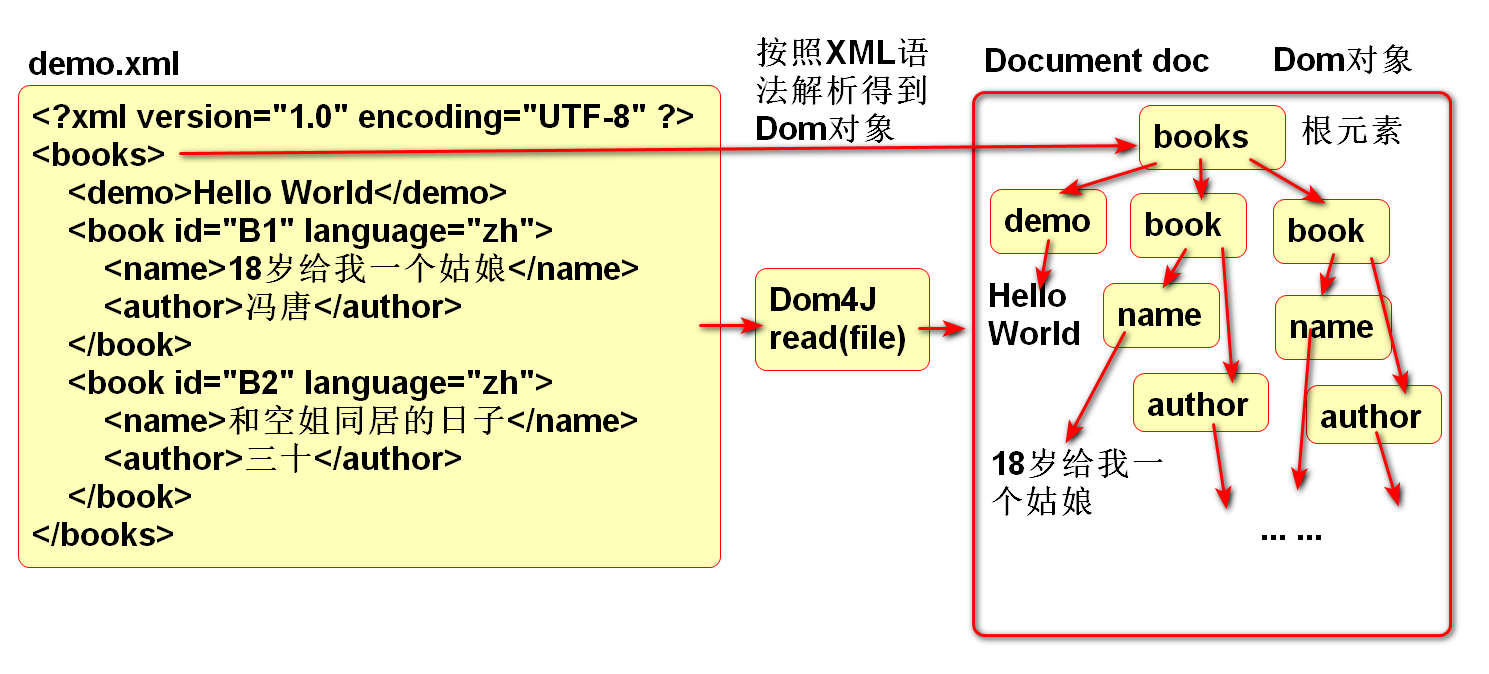 demo.xml
<?xml version="1.0" encoding="UTF-8" ?>
<books>
<demo>Hello World</demo>
<book id="B1" language="zh">
<name>18岁给我一个姑娘</name>
<author>冯唐</author>
</book>
<book id="B2" language="zh">
<name>和空姐同居的日子</name>
<author>三十</author>
</book>
</books>
按照XML语
法解析得到
Dom对象
Dom4J
read(file)
Document doc
Dom对象
books
根元素
demo
book
book
Hello
World
name
name
author
author
18岁给我一
个姑娘
... ...